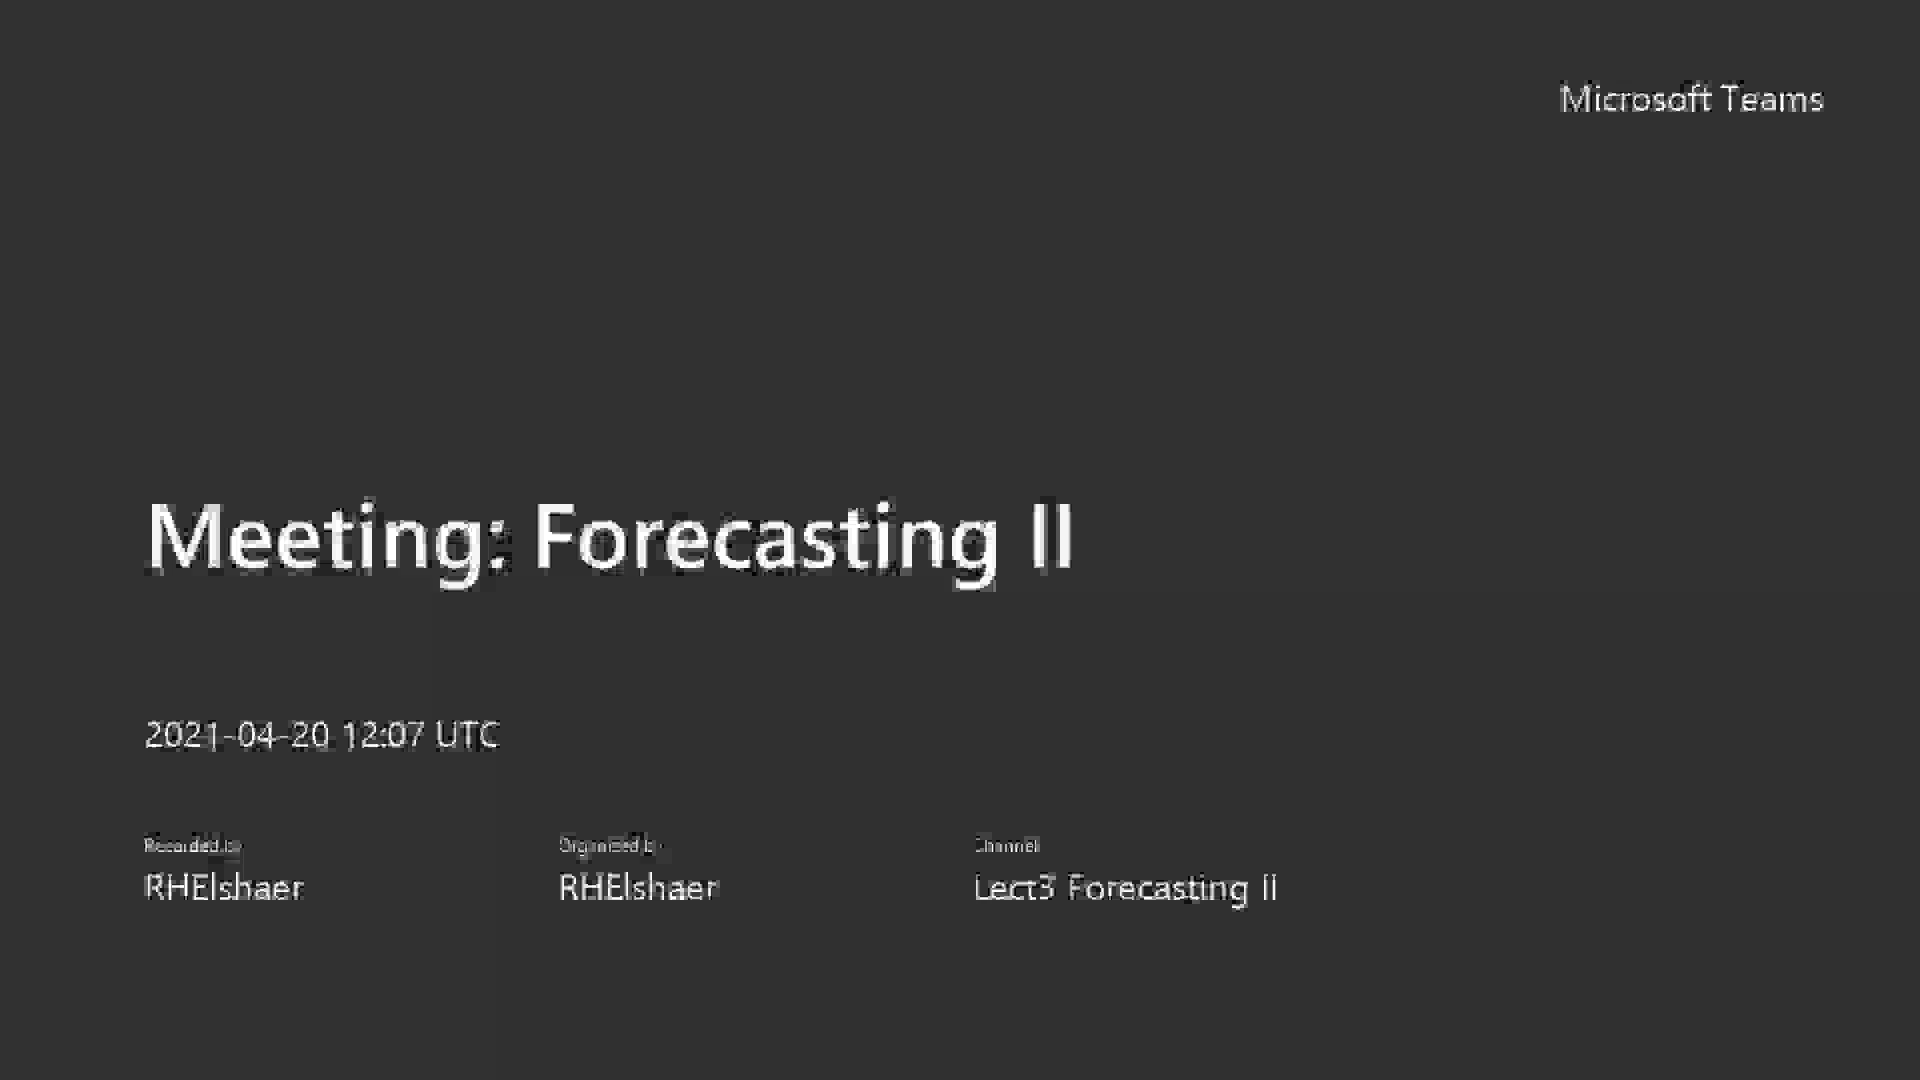 Microsoft Teams
Meeting: Forecasting II
2021-04-20 12:07 UTC
Recorded by
Organized by
Channel
RHElshaer
RHElshaer
Lect3 Forecasting II